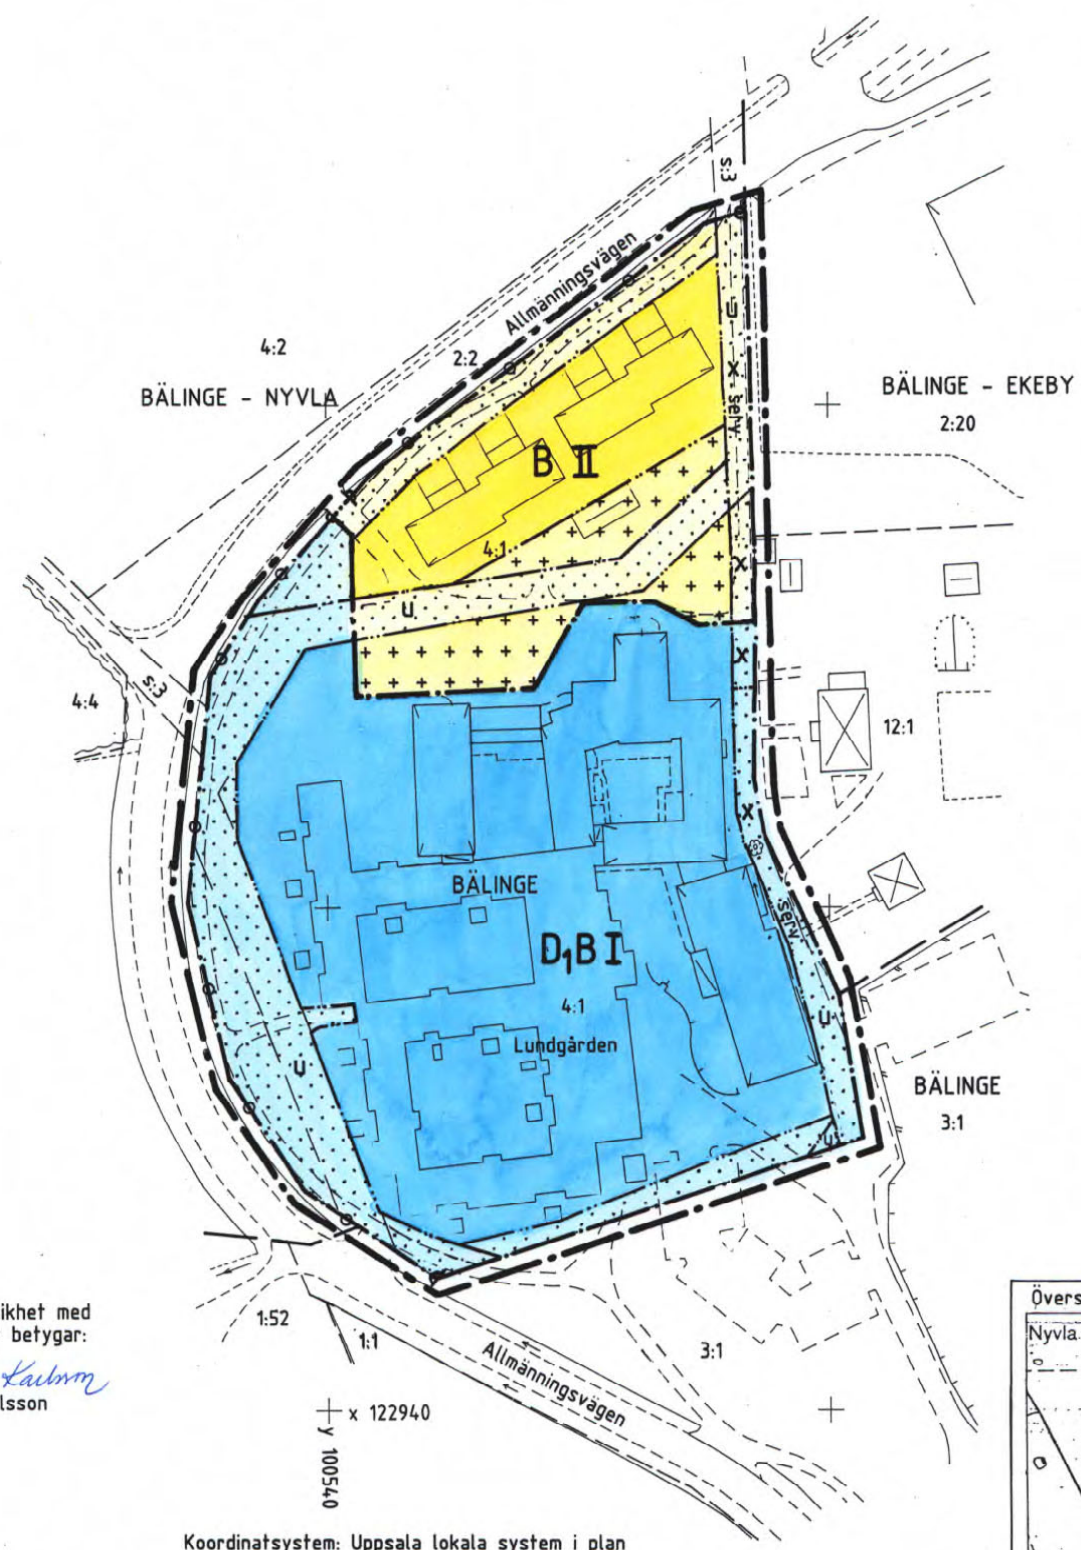 s:3
Allmänningsvägen
4:2
2:2
BÄLINGE - NYVLA
u
x
serv
BÄLINGE - EKEBY
2:20
B II
x
4:1
u
x
x
s:3
4:4
12:1
x
BÄLINGE
serv
D₁B I
4:1
u
Lundgården
u
BÄLINGE
3:1
u
ikhet med
betygar:
Karlsson
lsson
1:52
1:1
3:1
Allmänningsvägen
x 122940
y 100540
Övers
Nyvla
Koordinatsystem: Uppsala lokala system i plan